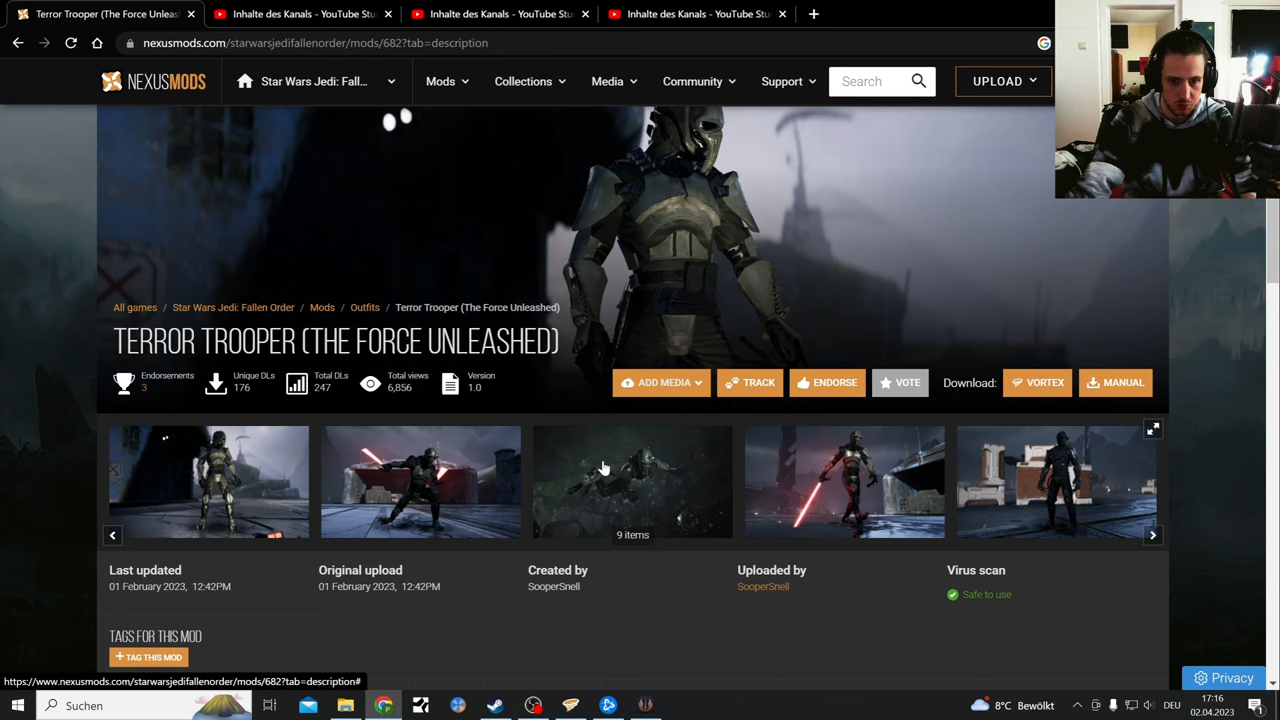 Terror Trooper (The Force Unleas
Inhalte des Kanals - YouTube Stu
Inhalte des Kanals - YouTube Stu
Inhalte des Kanals - YouTube Stu
nexusmods.com/starwarsjedifallenorder/mods/682?tab=description
NEXUSMODS
Star Wars Jedi: Fall...
Mods
Collections
Media
Community
Support
Search
UPLOAD
All games / Star Wars Jedi: Fallen Order / Mods / Outfits / Terror Trooper (The Force Unleashed)
TERROR TROOPER (THE FORCE UNLEASHED)
Endorsements
3
Unique DLs
176
Total DLs
247
Total views
6,856
Version
1.0
ADD MEDIA
TRACK
ENDORSE
VOTE
Download:
VORTEX
MANUAL
9 items
Last updated
01 February 2023, 12:42PM
Original upload
01 February 2023, 12:42PM
Created by
SooperSnell
Uploaded by
SooperSnell
Virus scan
Safe to use
TAGS FOR THIS MOD
+ TAG THIS MOD
https://www.nexusmods.com/starwarsjedifallenorder/mods/682?tab=description#
Privacy
Suchen
8°C Bewölkt
DEU
17:16
02.04.2023
1